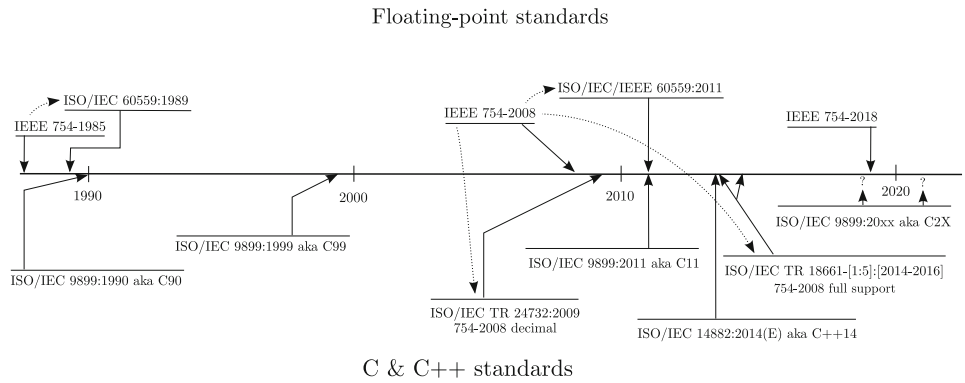 Floating-point standards
ISO/IEC 60559:1989
IEEE 754-1985
ISO/IEC/IEEE 60559:2011
IEEE 754-2008
IEEE 754-2018
1990
2000
2010
2020
?
?
ISO/IEC 9899:20xx aka C2X
ISO/IEC 9899:1999 aka C99
ISO/IEC 9899:2011 aka C11
ISO/IEC 9899:1990 aka C90
ISO/IEC TR 18661-[1:5]:[2014-2016]
754-2008 full support
ISO/IEC TR 24732:2009
754-2008 decimal
ISO/IEC 14882:2014(E) aka C++14
C & C++ standards